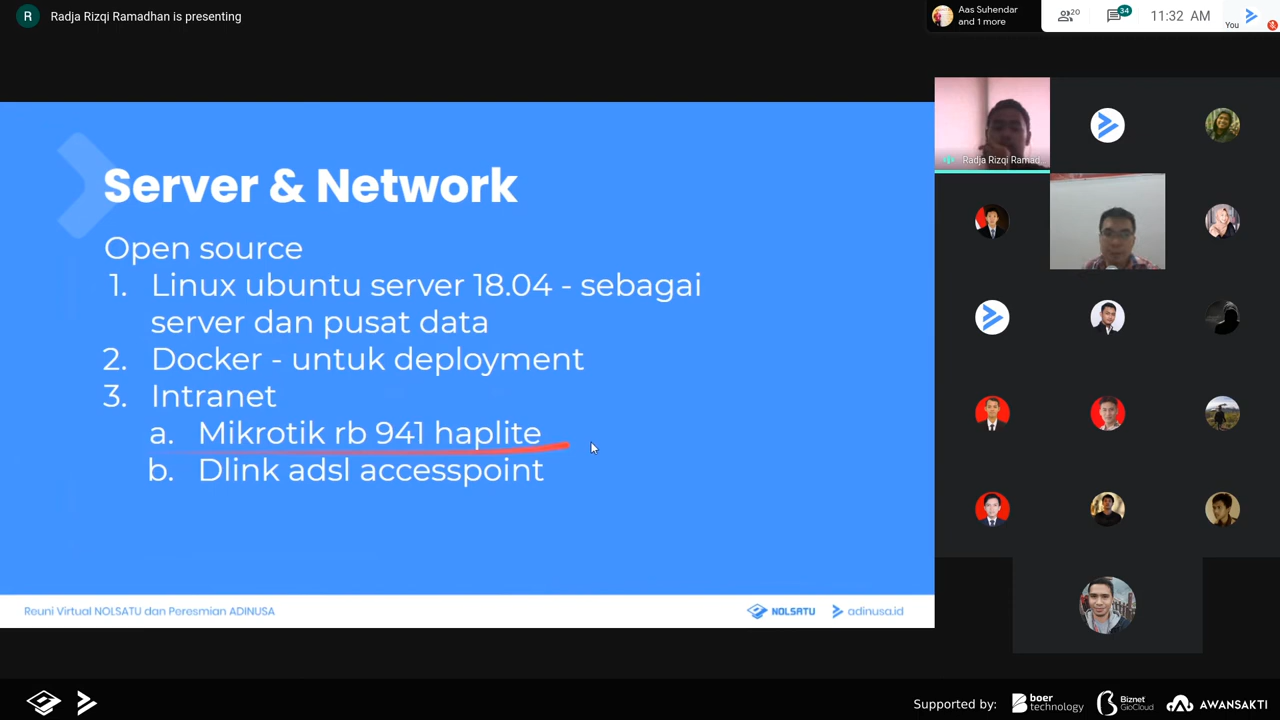 R Radja Rizqi Ramadhan is presenting
Aas Suhendar
and 1 more
20
34
11:32 AM
You
Server & Network
Open source
1. Linux ubuntu server 18.04 - sebagai
server dan pusat data
2. Docker - untuk deployment
3. Intranet
a. Mikrotik rb 941 haplite
b. Dlink adsl accesspoint
Radja Rizqi Ramad
Reuni Virtual NOLSATU dan Peresmian ADINUSA
NOLSATU
adinusa.id
Supported by:
boer
technology
Biznet
GioCloud
AWANSAKTI